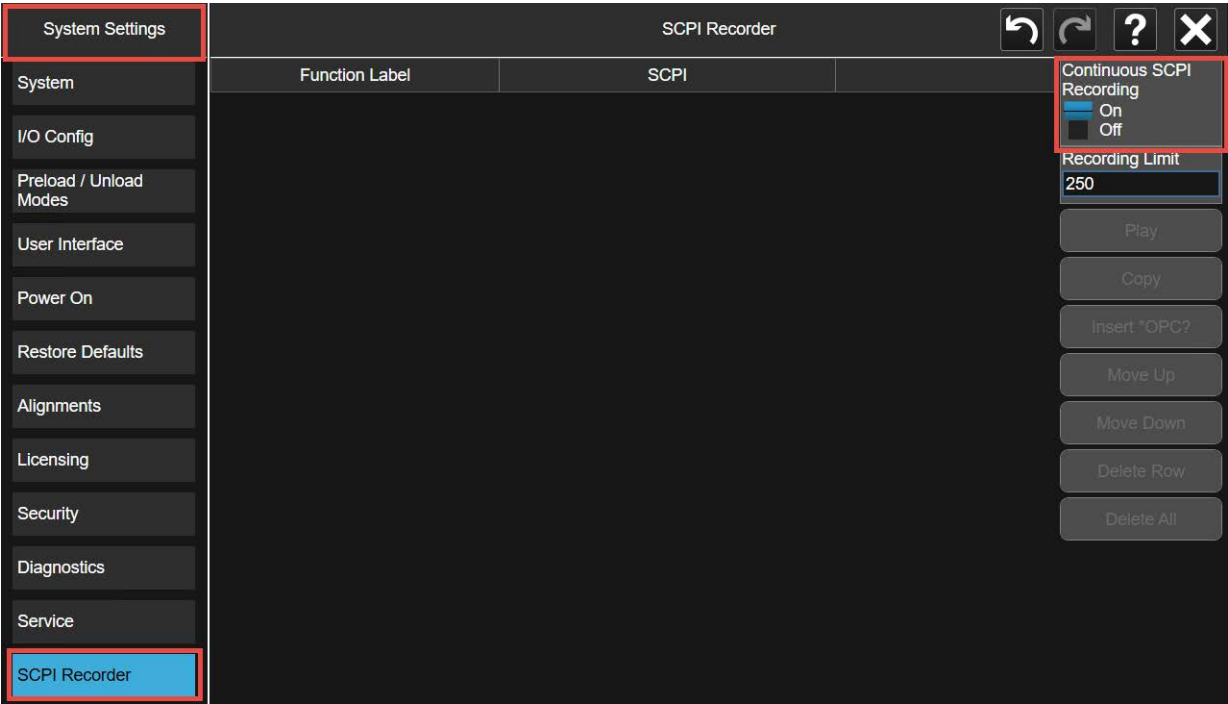 System Settings
SCPI Recorder
?
System
I/O Config
Preload / Unload
Modes
User Interface
Power On
Restore Defaults
Alignments
Licensing
Security
Diagnostics
Service
SCPI Recorder
Function Label
SCPI
Continuous SCPI
Recording
On
Off
Recording Limit
250
Play
Copy
Insert *OPC?
Move Up
Move Down
Delete Row
Delete All